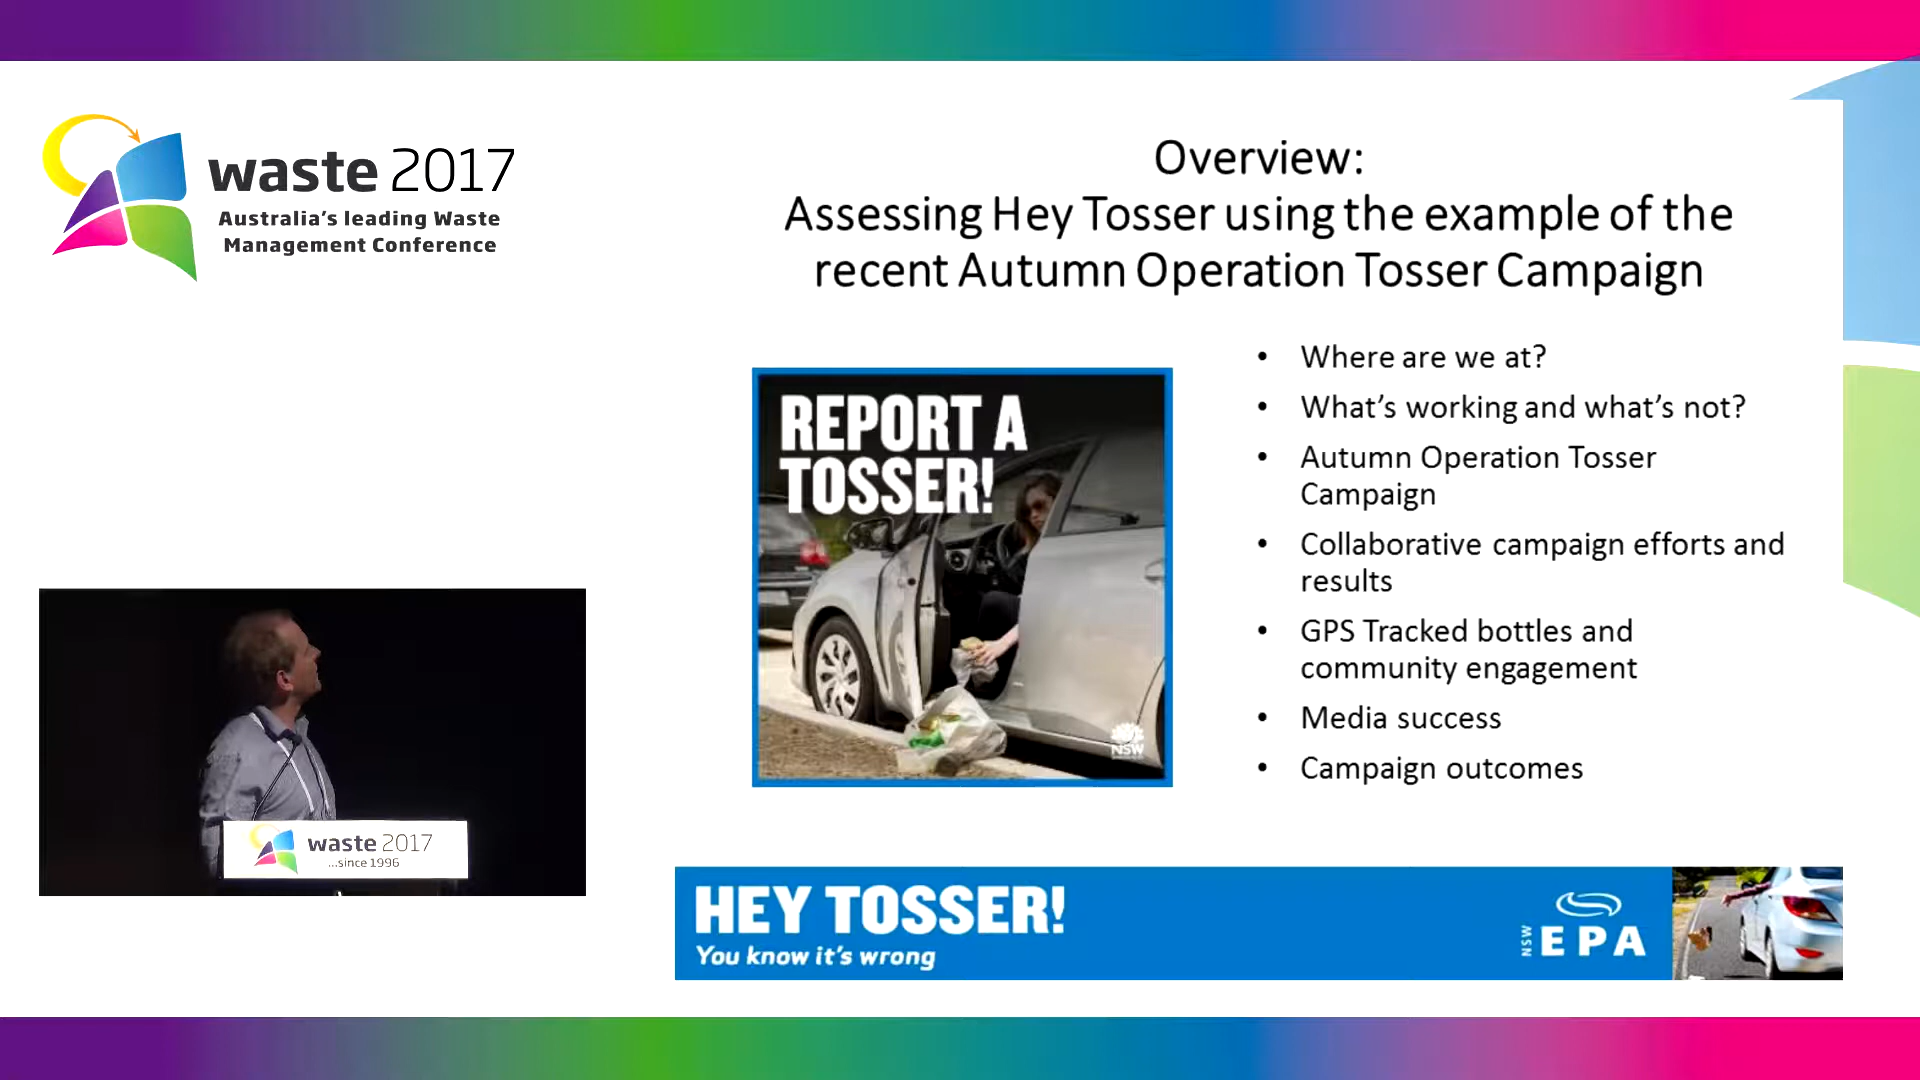 waste 2017
Australia's leading Waste
Management Conference
Overview:
Assessing Hey Tosser using the example of the
recent Autumn Operation Tosser Campaign
REPORT A
TOSSER!
NSW
• Where are we at?
• What's working and what's not?
• Autumn Operation Tosser
Campaign
• Collaborative campaign efforts and
results
• GPS Tracked bottles and
community engagement
• Media success
• Campaign outcomes
waste 2017
...since 1996
HEY TOSSER!
You know it's wrong
NSW EPA